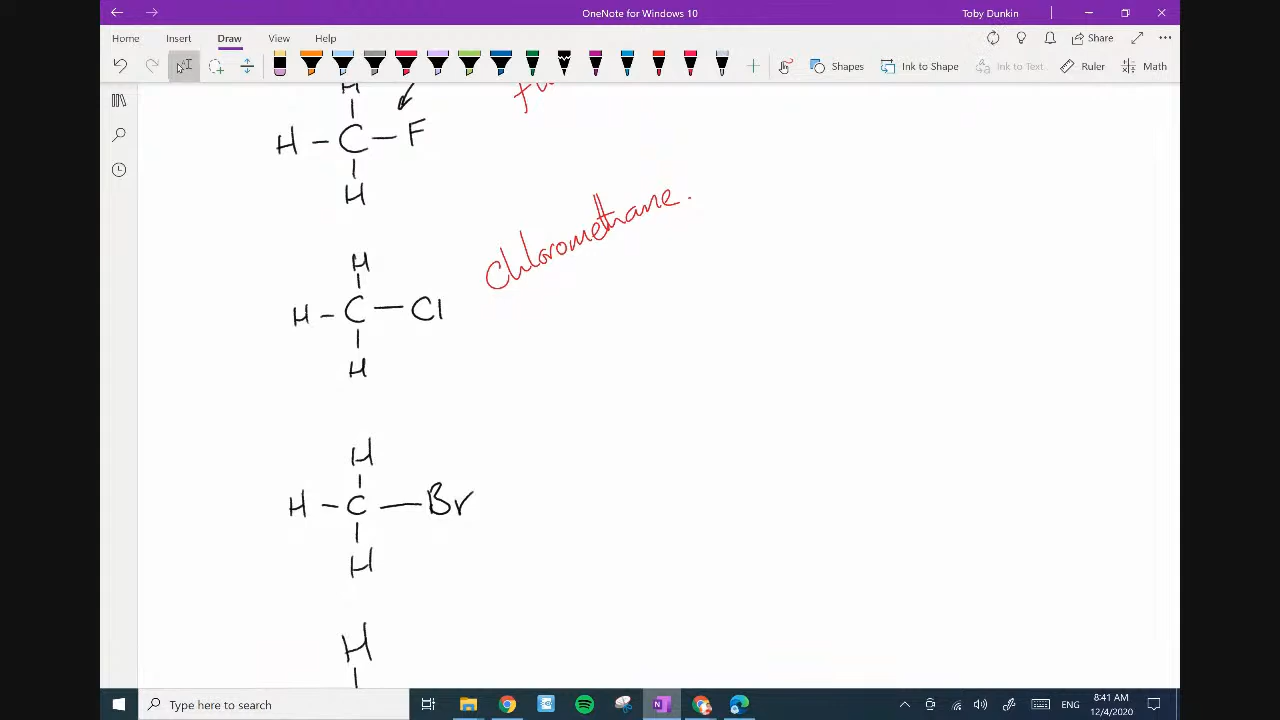 OneNote for Windows 10
Toby Dunkin
Home Insert Draw View Help
Share
Shapes Ink to Shape Ink to Text Ruler Math
H
H - C - F
H
chloromethane.
H
H - C - Cl
H
H
H - C - Br
H
H
Type here to search
ENG
8:41 AM
12/4/2020